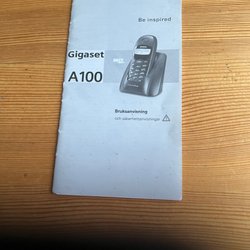 Be inspired
Gigaset
A100
Bruksanvisning
och säkerhetsanvisningar